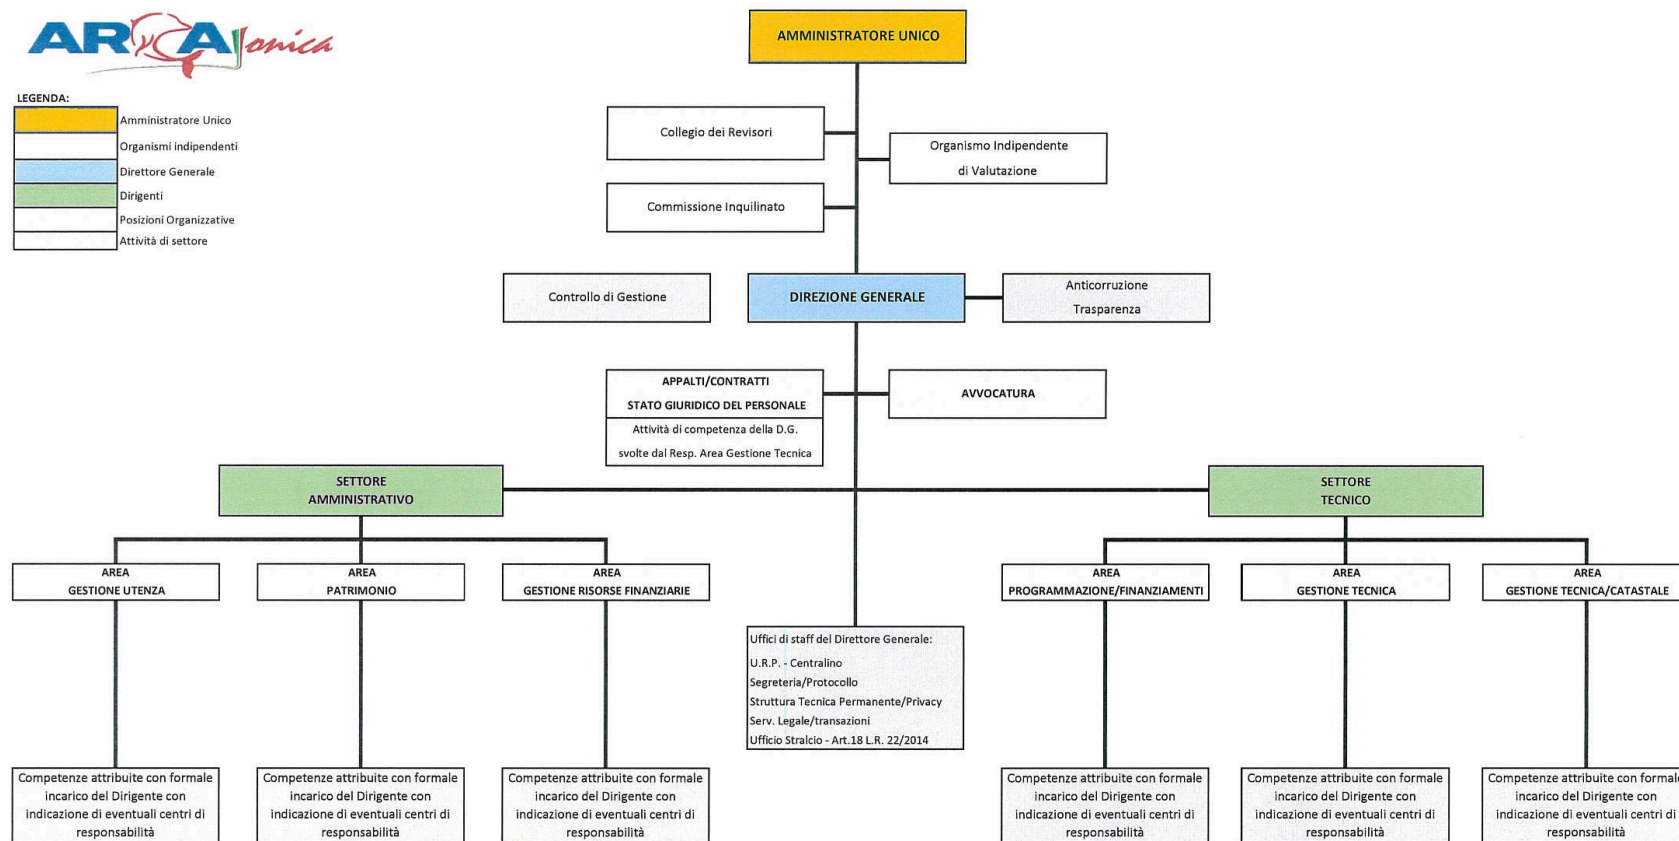 ARCA Jonica
AMMINISTRATORE UNICO
LEGENDA:
Amministratore Unico
Organismi indipendenti
Direttore Generale
Dirigenti
Posizioni Organizzative
Attività di settore
Collegio dei Revisori
Organismo Indipendente
di Valutazione
Commissione Inquilinato
Controllo di Gestione
DIREZIONE GENERALE
Anticorruzione
Trasparenza
APPALTI/CONTRATTI
STATO GIURIDICO DEL PERSONALE
Attività di competenza della D.G.
svolte dal Resp. Area Gestione Tecnica
AVVOCATURA
SETTORE
AMMINISTRATIVO
SETTORE
TECNICO
AREA
GESTIONE UTENZA
AREA
PATRIMONIO
AREA
GESTIONE RISORSE FINANZIARIE
AREA
PROGRAMMAZIONE/FINANZIAMENTI
AREA
GESTIONE TECNICA
AREA
GESTIONE TECNICA/CATASTALE
Uffici di staff del Direttore Generale:
U.R.P. - Centralino
Segreteria/Protocollo
Struttura Tecnica Permanente/Privacy
Serv. Legale/transazioni
Ufficio Stralcio - Art.18 L.R. 22/2014
Competenze attribuite con formale
incarico del Dirigente con
indicazione di eventuali centri di
responsabilità
Competenze attribuite con formale
incarico del Dirigente con
indicazione di eventuali centri di
responsabilità
Competenze attribuite con formale
incarico del Dirigente con
indicazione di eventuali centri di
responsabilità
Competenze attribuite con formale
incarico del Dirigente con
indicazione di eventuali centri di
responsabilità
Competenze attribuite con formale
incarico del Dirigente con
indicazione di eventuali centri di
responsabilità
Competenze attribuite con formale
incarico del Dirigente con
indicazione di eventuali centri di
responsabilità